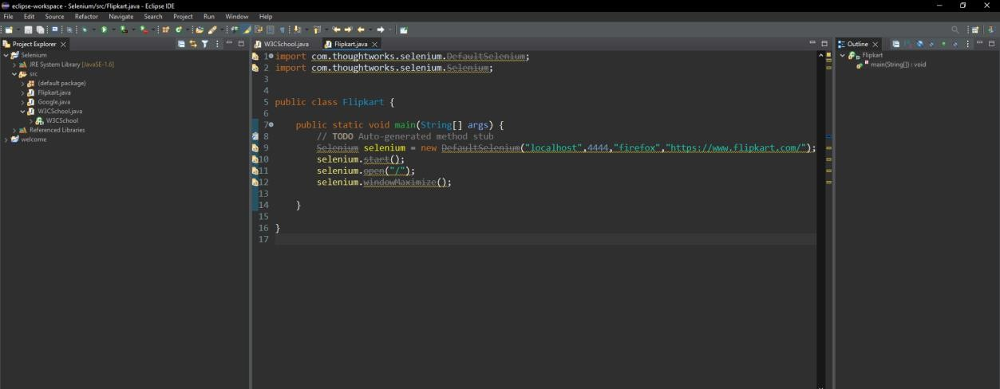 eclipse-workspace - Selenium/src/Flipkart.java - Eclipse IDE
File Edit Source Refactor Navigate Search Project Run Window Help
Project Explorer
Selenium
JRE System Library [JavaSE-1.6]
src
(default package)
Flipkart.java
Google.java
W3CSchool.java
W3CSchool
Referenced Libraries
welcome
W3CSchool.java Flipkart.java
1 import com.thoughtworks.selenium.DefaultSelenium;
2 import com.thoughtworks.selenium.Selenium;
3
4
5 public class Flipkart {
6
7 public static void main(String[] args) {
8 // TODO Auto-generated method stub
9 Selenium selenium = new DefaultSelenium("localhost",4444,"firefox","https://www.flipkart.com/");
10 selenium.start();
11 selenium.open("/");
12 selenium.windowMaximize();
13
14 }
15
16 }
17
Outline
Flipkart
main(String[]) : void